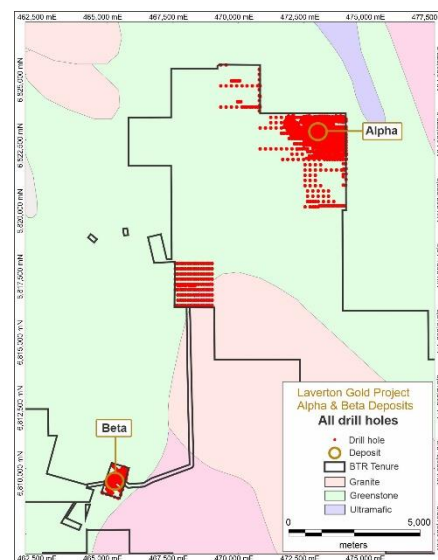 462,500 mE 465,000 mE 467,500 mE 470,000 mE 472,500 mE 475,000 mE 477,500
6,825,000 mN
6,822,500 mN
6,820,000 mN
6,817,500 mN
6,815,000 mN
6,812,500 mN
6,810,000 mN
Alpha
Beta
Laverton Gold Project
Alpha & Beta Deposits
All drill holes
Drill hole
Deposit
BTR Tenure
Granite
Greenstone
Ultramafic
0 5,000
meters
462,500 mE 465,000 mE 467,500 mE 470,000 mE 472,500 mE 475,000 mE 477,500